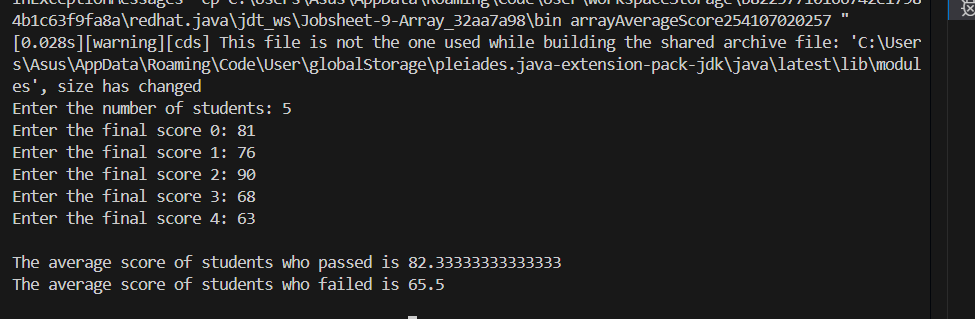 4b1c63f9fa8a\redhat.java\jdt_ws\Jobsheet-9-Array_32aa7a98\bin arrayAverageScore254107020257 "
[0.028s][warning][cds] This file is not the one used while building the shared archive file: 'C:\User
s\Asus\AppData\Roaming\Code\User\globalStorage\pleiades.java-extension-pack-jdk\java\latest\lib\modul
es', size has changed
Enter the number of students: 5
Enter the final score 0: 81
Enter the final score 1: 76
Enter the final score 2: 90
Enter the final score 3: 68
Enter the final score 4: 63
The average score of students who passed is 82.33333333333333
The average score of students who failed is 65.5